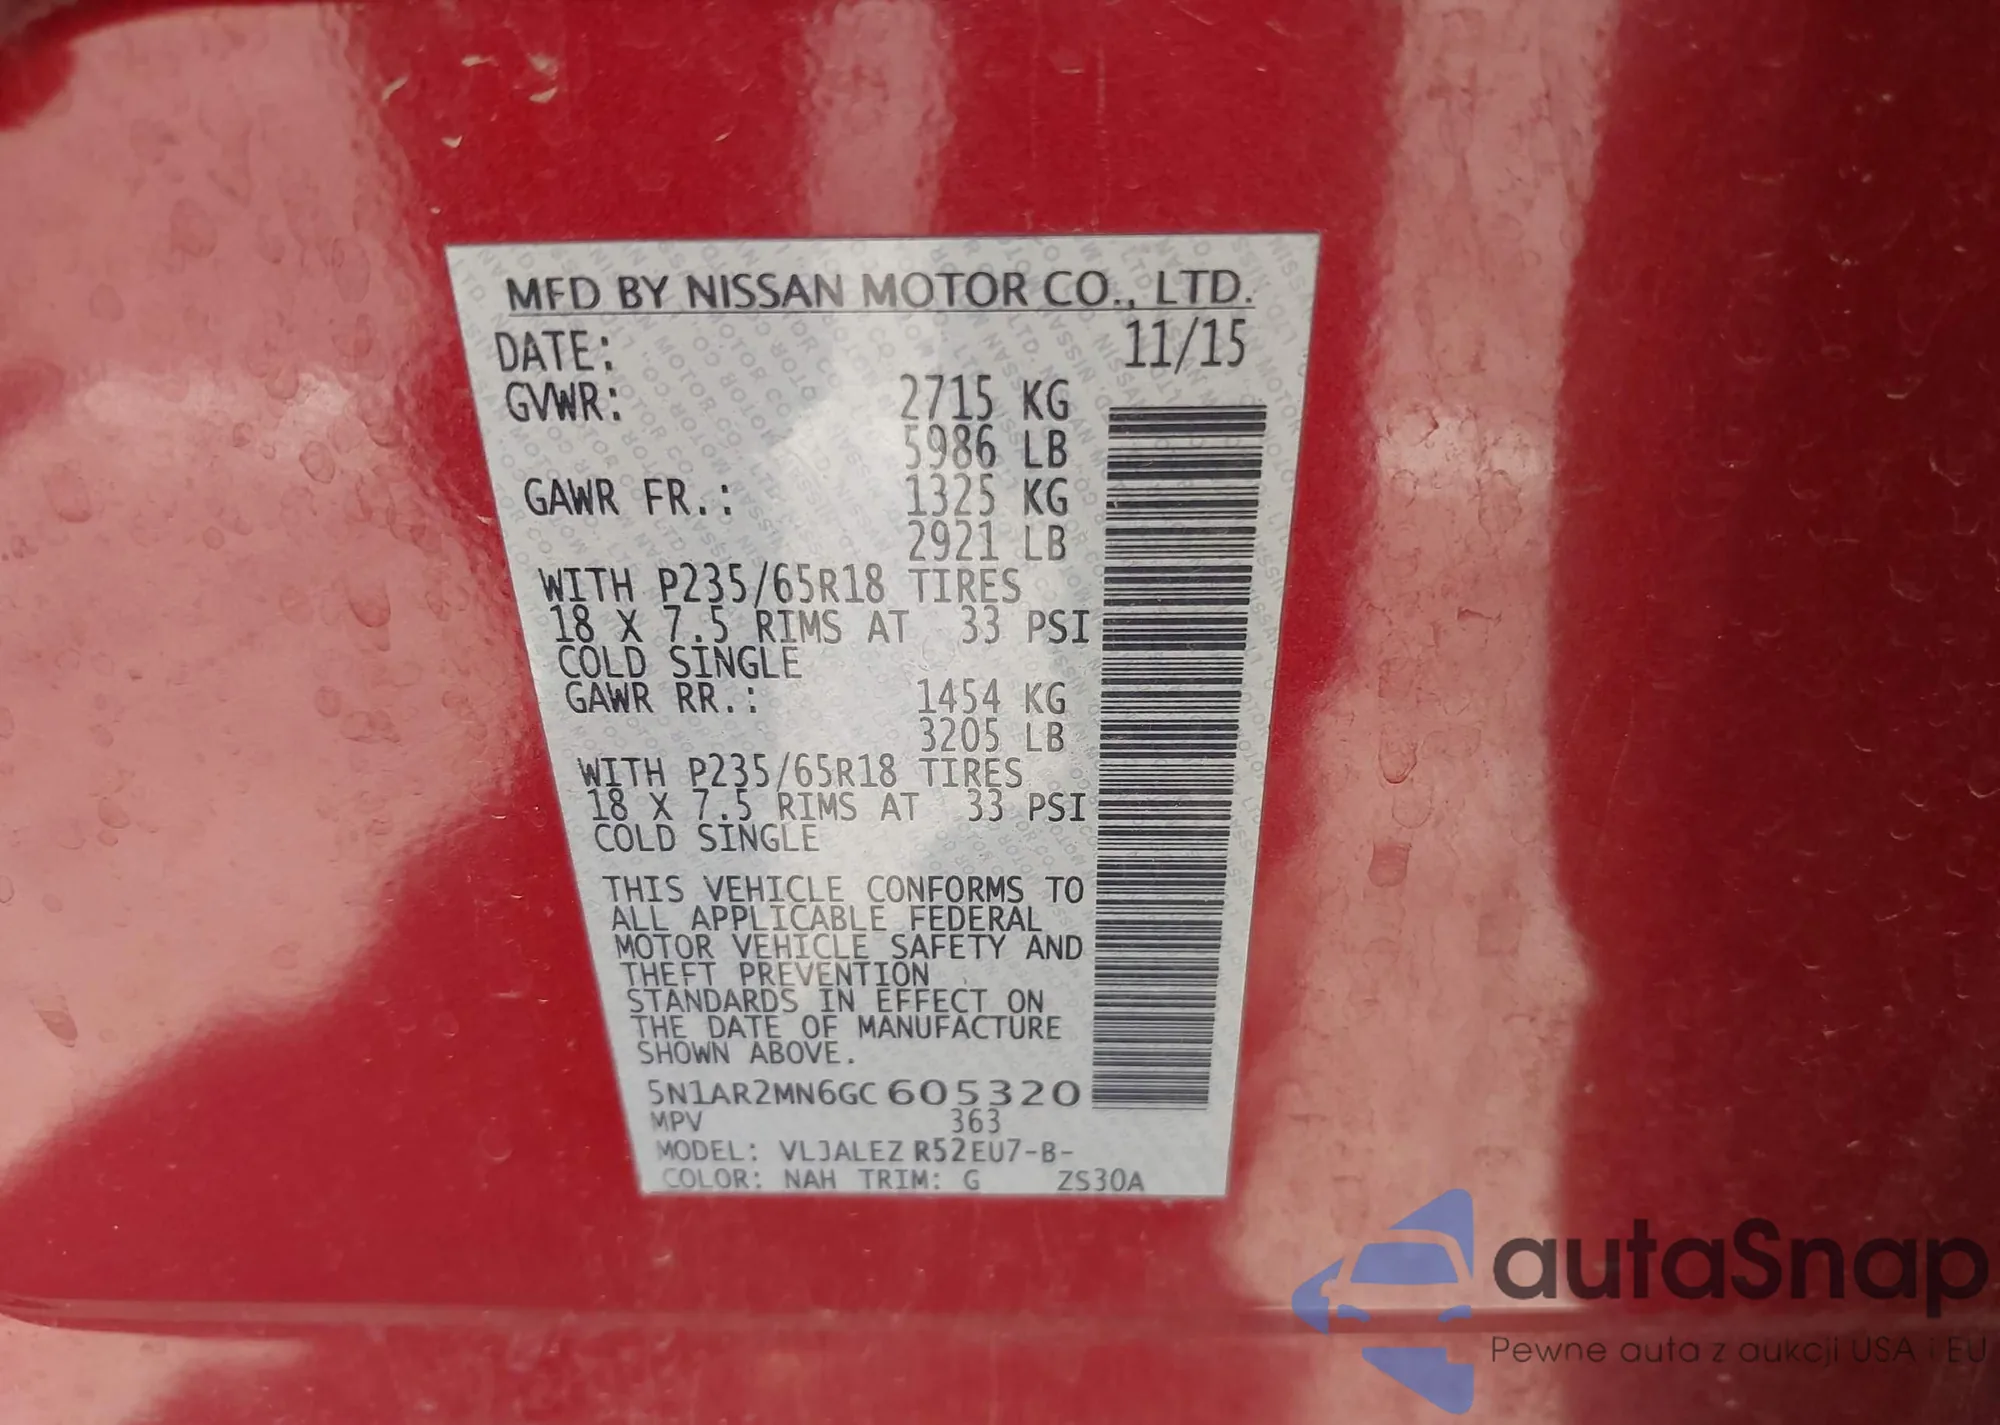 MFD BY NISSAN MOTOR CO., LTD.
DATE: 11/15
GVWR: 2715 KG
5986 LB
GAWR FR.: 1325 KG
2921 LB
WITH P235/65R18 TIRES
18 X 7.5 RIMS AT 33 PSI
COLD SINGLE
GAWR RR.: 1454 KG
3205 LB
WITH P235/65R18 TIRES
18 X 7.5 RIMS AT 33 PSI
COLD SINGLE
THIS VEHICLE CONFORMS TO
ALL APPLICABLE FEDERAL
MOTOR VEHICLE SAFETY AND
THEFT PREVENTION
STANDARDS IN EFFECT ON
THE DATE OF MANUFACTURE
SHOWN ABOVE.
5N1AR2MN6GC605320
MPV 363
MODEL: VLJALEZ R52EU7-B-
COLOR: NAH TRIM: G ZS30A
autaSnap
Pewne auta z aukcji USA i EU